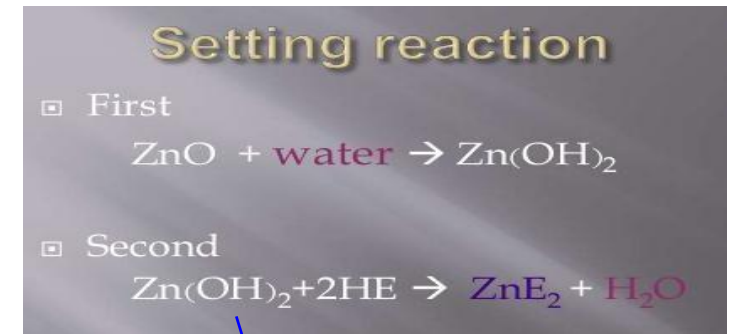 Setting reaction
First
ZnO + water → Zn(OH)₂
Second
Zn(OH)₂+2HE → ZnE₂ + H₂O